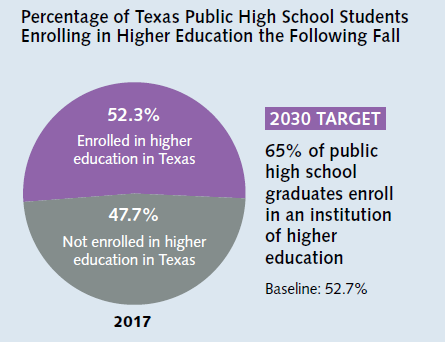 Percentage of Texas Public High School Students
Enrolling in Higher Education the Following Fall
52.3%
Enrolled in higher
education in Texas
47.7%
Not enrolled in higher
education in Texas
2017
2030 TARGET
65% of public
high school
graduates enroll
in an institution
of higher
education
Baseline: 52.7%